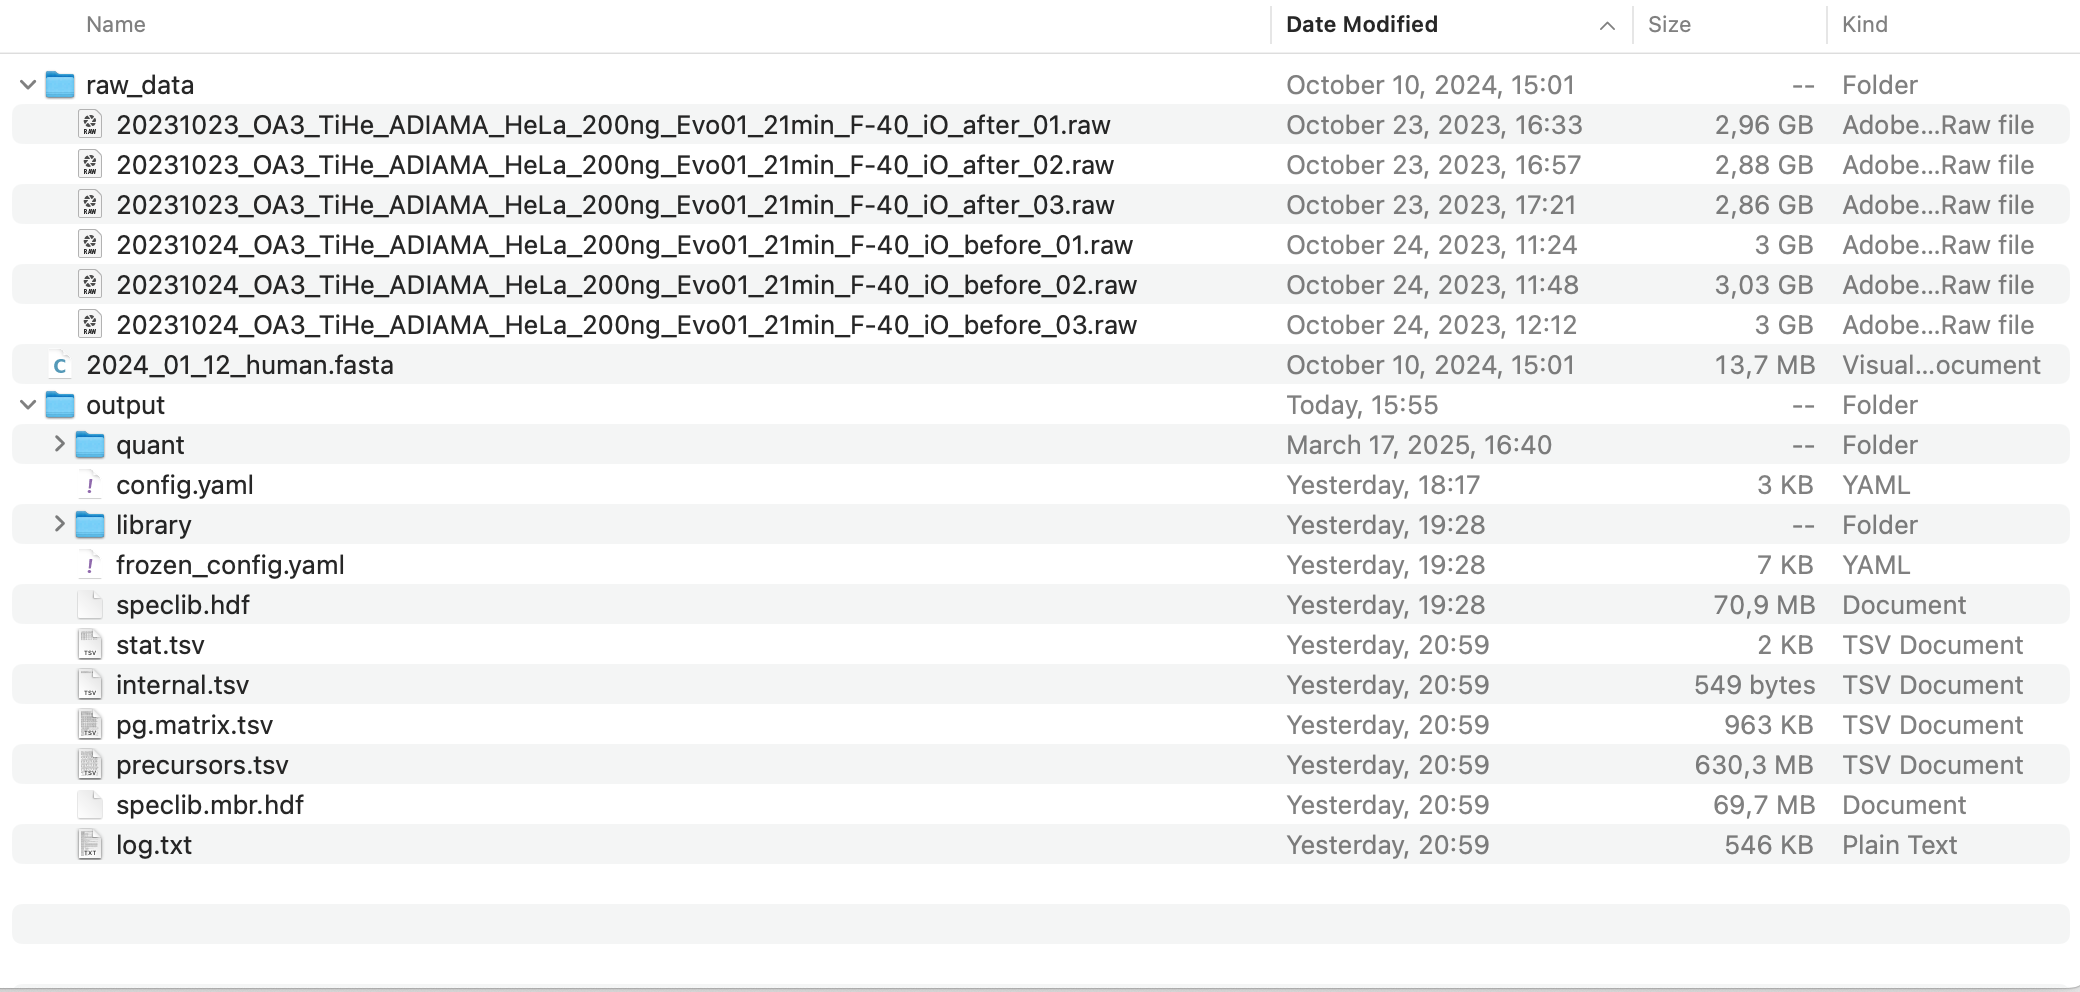 Name Date Modified Size Kind
raw_data October 10, 2024, 15:01 -- Folder
20231023_OA3_TiHe_ADIAMA_HeLa_200ng_Evo01_21min_F-40_iO_after_01.raw October 23, 2023, 16:33 2,96 GB Adobe...Raw file
20231023_OA3_TiHe_ADIAMA_HeLa_200ng_Evo01_21min_F-40_iO_after_02.raw October 23, 2023, 16:57 2,88 GB Adobe...Raw file
20231023_OA3_TiHe_ADIAMA_HeLa_200ng_Evo01_21min_F-40_iO_after_03.raw October 23, 2023, 17:21 2,86 GB Adobe...Raw file
20231024_OA3_TiHe_ADIAMA_HeLa_200ng_Evo01_21min_F-40_iO_before_01.raw October 24, 2023, 11:24 3 GB Adobe...Raw file
20231024_OA3_TiHe_ADIAMA_HeLa_200ng_Evo01_21min_F-40_iO_before_02.raw October 24, 2023, 11:48 3,03 GB Adobe...Raw file
20231024_OA3_TiHe_ADIAMA_HeLa_200ng_Evo01_21min_F-40_iO_before_03.raw October 24, 2023, 12:12 3 GB Adobe...Raw file
2024_01_12_human.fasta October 10, 2024, 15:01 13,7 MB Visual...ocument
output Today, 15:55 -- Folder
quant March 17, 2025, 16:40 -- Folder
config.yaml Yesterday, 18:17 3 KB YAML
library Yesterday, 19:28 -- Folder
frozen_config.yaml Yesterday, 19:28 7 KB YAML
speclib.hdf Yesterday, 19:28 70,9 MB Document
stat.tsv Yesterday, 20:59 2 KB TSV Document
internal.tsv Yesterday, 20:59 549 bytes TSV Document
pg.matrix.tsv Yesterday, 20:59 963 KB TSV Document
precursors.tsv Yesterday, 20:59 630,3 MB TSV Document
speclib.mbr.hdf Yesterday, 20:59 69,7 MB Document
log.txt Yesterday, 20:59 546 KB Plain Text